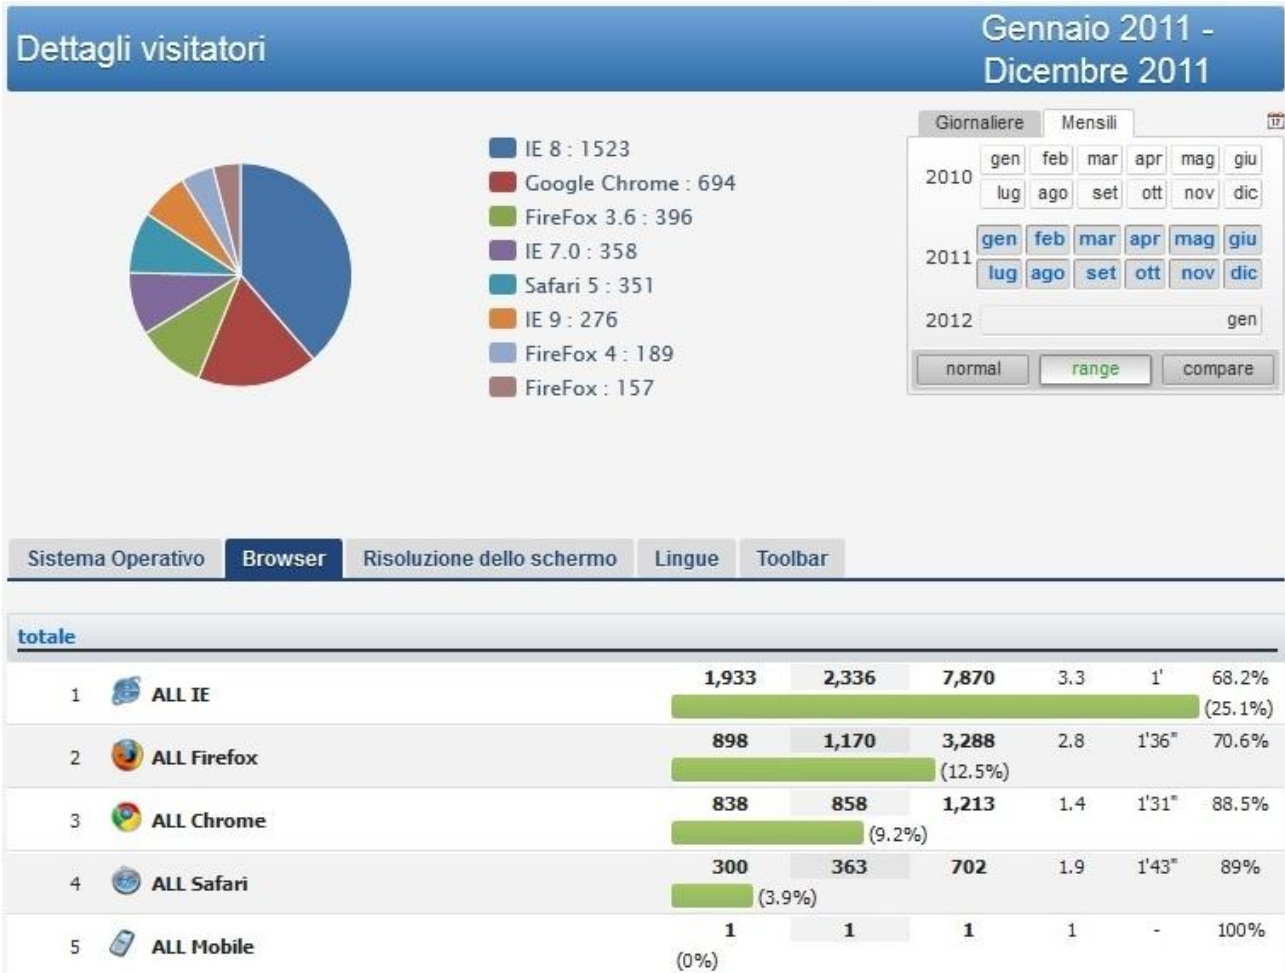 Dettagli visitatori
Gennaio 2011 -
Dicembre 2011
IE 8 : 1523
Google Chrome : 694
FireFox 3.6 : 396
IE 7.0 : 358
Safari 5 : 351
IE 9 : 276
FireFox 4 : 189
FireFox : 157
Giornaliere Mensili
17
2010
gen feb mar apr mag giu
lug ago set ott nov dic
2011
gen feb mar apr mag giu
lug ago set ott nov dic
2012 gen
normal range compare
Sistema Operativo Browser Risoluzione dello schermo Lingue Toolbar
totale
1 ALL IE 1,933 2,336 7,870 3.3 1' 68.2%
(25.1%)
2 ALL Firefox 898 1,170 3,288 2.8 1'36" 70.6%
(12.5%)
3 ALL Chrome 838 858 1,213 1.4 1'31" 88.5%
(9.2%)
4 ALL Safari 300 363 702 1.9 1'43" 89%
(3.9%)
5 ALL Mobile 1 1 1 1 - 100%
(0%)